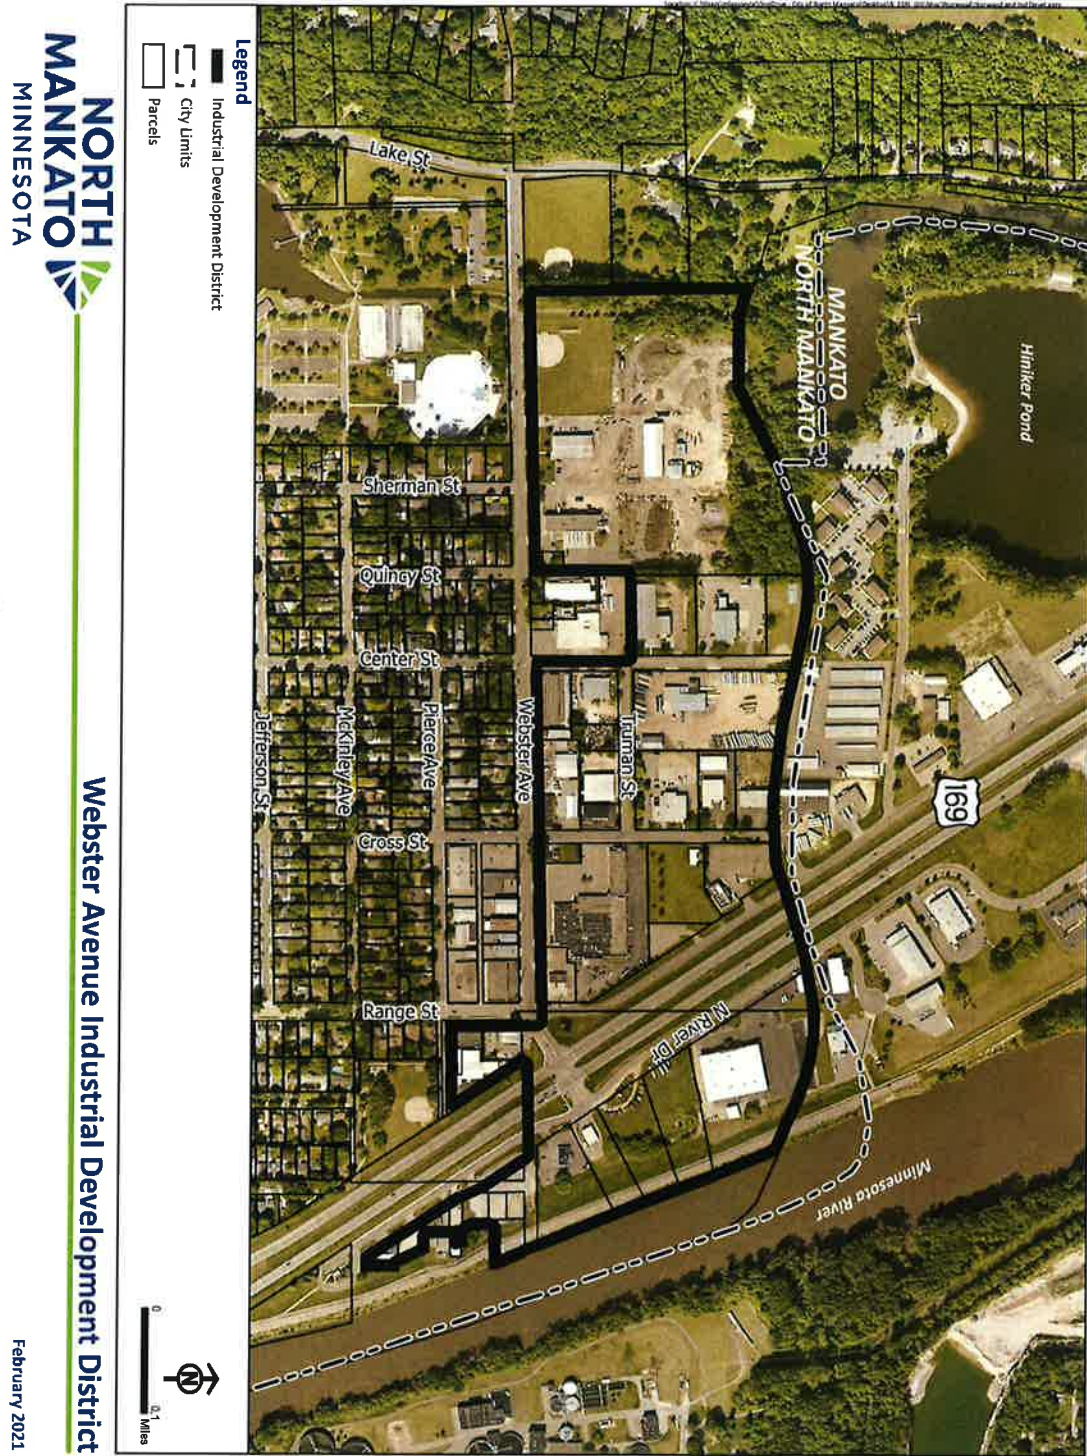 Hiniker Pond
MANKATO
NORTH MANKATO
169
Minnesota River
N River Dr
Lake St
Sherman St
Quincy St
Center St
Cross St
Range St
Webster Ave
Truman St
Pierce Ave
McKinley Ave
Jefferson St
Legend
Industrial Development District
City Limits
Parcels
N
0
0.1
Miles
NORTH
MANKATO
MINNESOTA
Webster Avenue Industrial Development District
February 2021